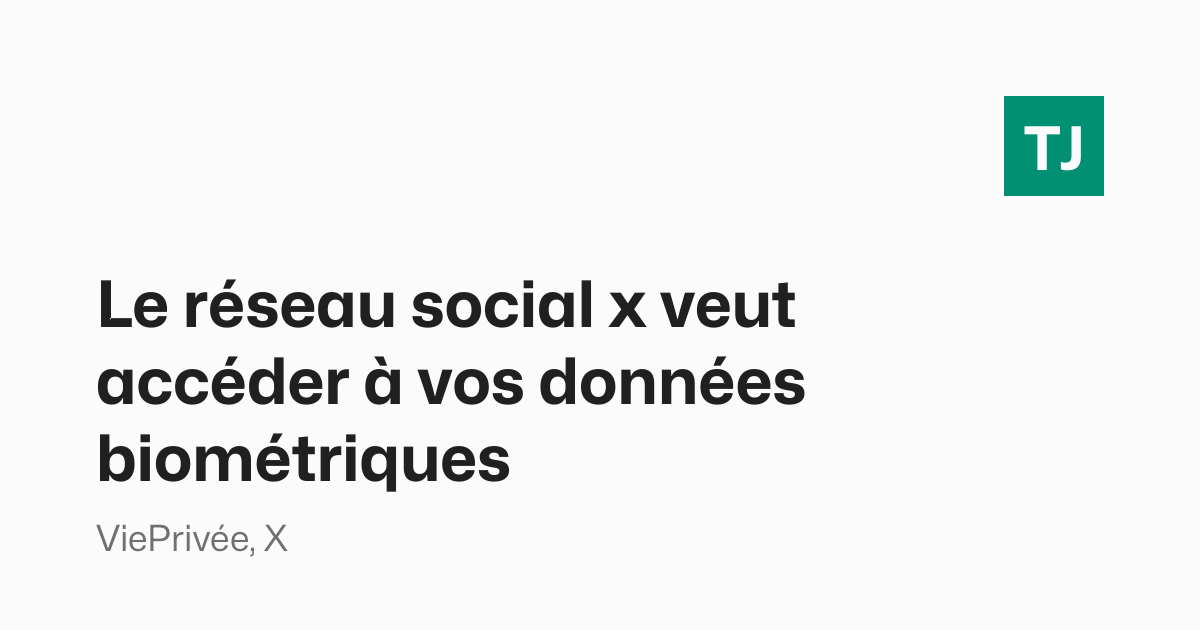 TJ
Le réseau social x veut
accéder à vos données
biométriques
ViePrivée, X